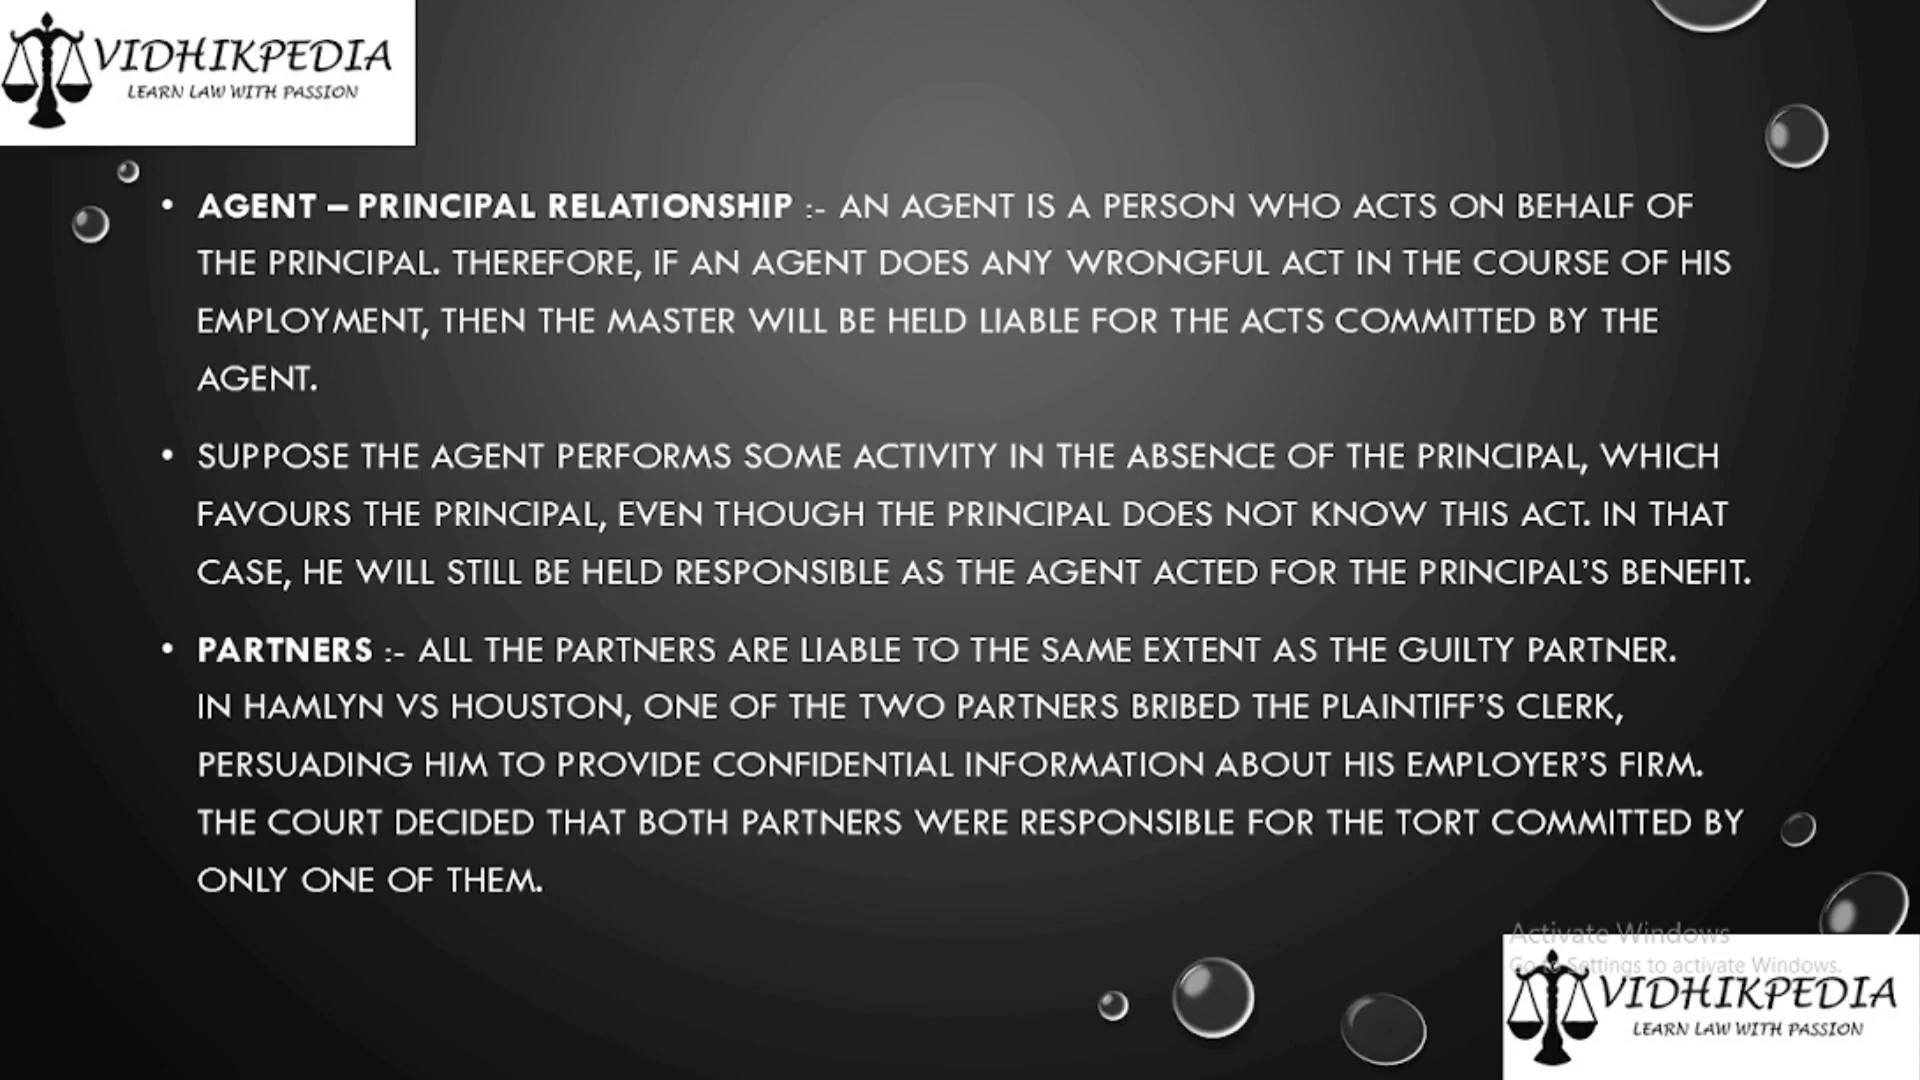 VIDHIKPEDIA
LEARN LAW WITH PASSION
• AGENT – PRINCIPAL RELATIONSHIP :- AN AGENT IS A PERSON WHO ACTS ON BEHALF OF
THE PRINCIPAL. THEREFORE, IF AN AGENT DOES ANY WRONGFUL ACT IN THE COURSE OF HIS
EMPLOYMENT, THEN THE MASTER WILL BE HELD LIABLE FOR THE ACTS COMMITTED BY THE
AGENT.
• SUPPOSE THE AGENT PERFORMS SOME ACTIVITY IN THE ABSENCE OF THE PRINCIPAL, WHICH
FAVOURS THE PRINCIPAL, EVEN THOUGH THE PRINCIPAL DOES NOT KNOW THIS ACT. IN THAT
CASE, HE WILL STILL BE HELD RESPONSIBLE AS THE AGENT ACTED FOR THE PRINCIPAL’S BENEFIT.
• PARTNERS :- ALL THE PARTNERS ARE LIABLE TO THE SAME EXTENT AS THE GUILTY PARTNER.
IN HAMLYN VS HOUSTON, ONE OF THE TWO PARTNERS BRIBED THE PLAINTIFF’S CLERK,
PERSUADING HIM TO PROVIDE CONFIDENTIAL INFORMATION ABOUT HIS EMPLOYER’S FIRM.
THE COURT DECIDED THAT BOTH PARTNERS WERE RESPONSIBLE FOR THE TORT COMMITTED BY
ONLY ONE OF THEM.
Activate Windows
Go to Settings to activate Windows.
VIDHIKPEDIA
LEARN LAW WITH PASSION